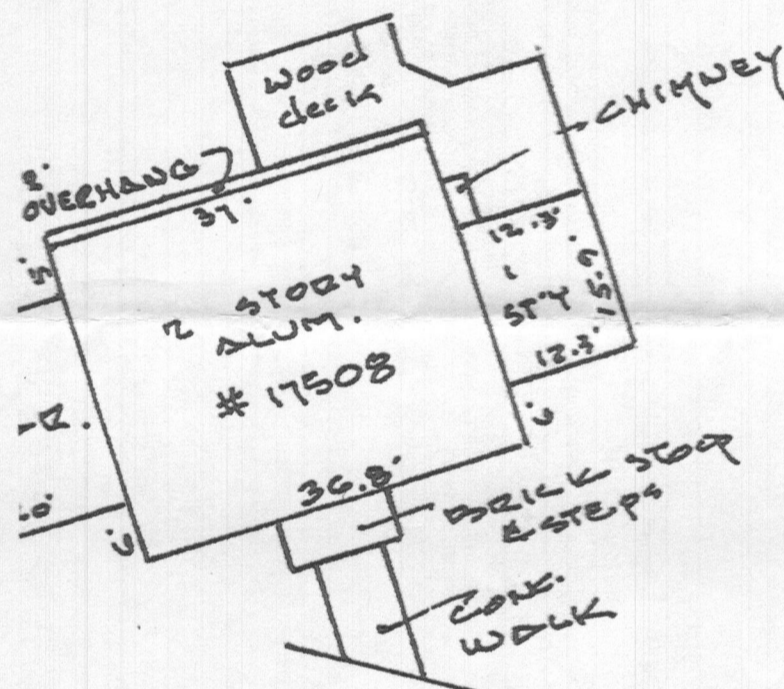 wood
deck
CHIMNEY
2'
OVERHANG
37.'
12.3'
1
STY
15.9'
12.3'
2 STORY
ALUM.
# 17508
36.8'
BRICK STOOP
& STEPS
CONC.
WALK